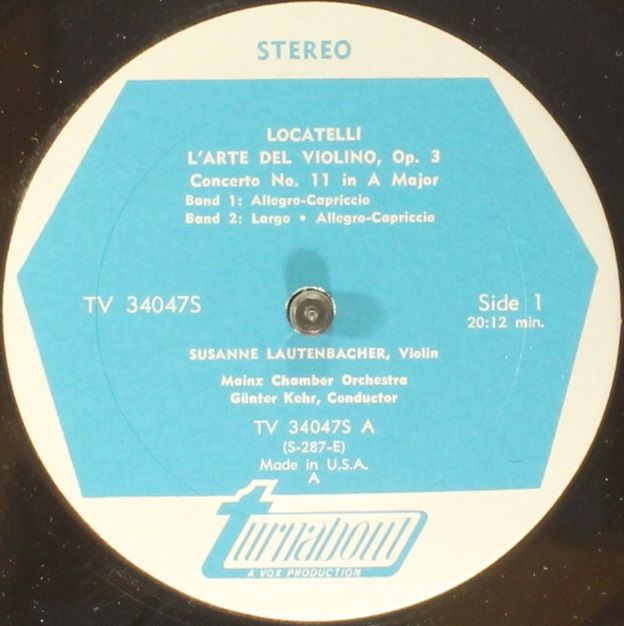 STEREO
LOCATELLI
L'ARTE DEL VIOLINO, Op. 3
Concerto No. 11 in A Major
Band 1: Allegro-Capriccio
Band 2: Largo • Allegro-Capriccio
TV 34047S
Side 1
20:12 min.
SUSANNE LAUTENBACHER, Violin
Mainz Chamber Orchestra
Günter Kehr, Conductor
TV 34047S A
(S-287-E)
Made in U.S.A.
A
turnabout
A VOX PRODUCTION